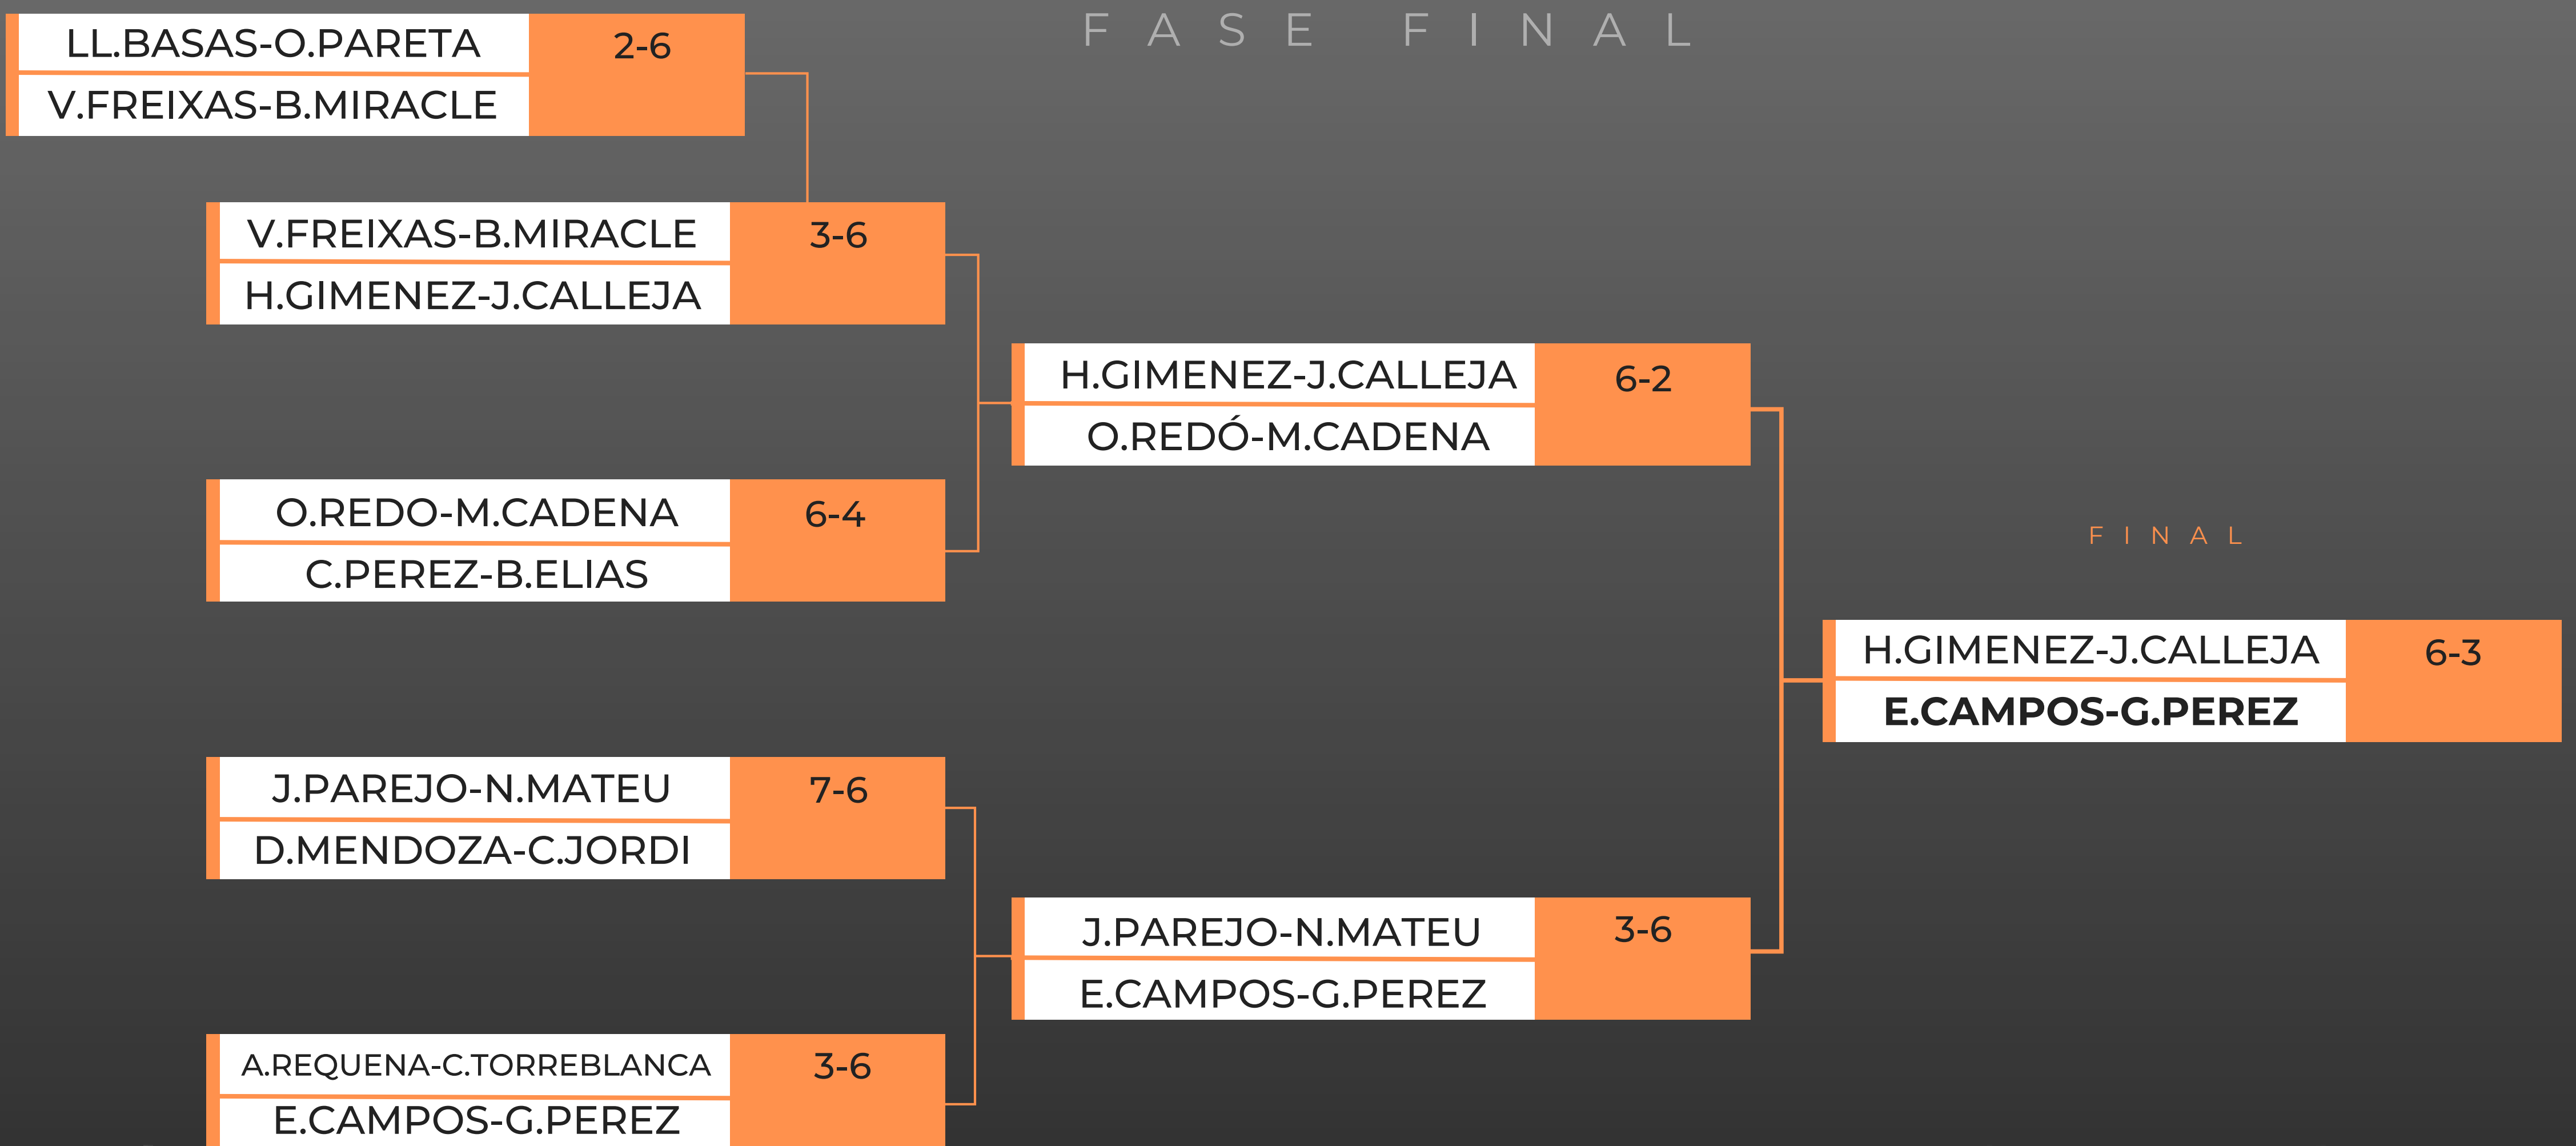 FASE FINAL
LL.BASAS-O.PARETA 2-6
V.FREIXAS-B.MIRACLE
V.FREIXAS-B.MIRACLE 3-6
H.GIMENEZ-J.CALLEJA
H.GIMENEZ-J.CALLEJA 6-2
O.REDÓ-M.CADENA
O.REDO-M.CADENA 6-4
C.PEREZ-B.ELIAS
FINAL
H.GIMENEZ-J.CALLEJA 6-3
E.CAMPOS-G.PEREZ
J.PAREJO-N.MATEU 7-6
D.MENDOZA-C.JORDI
J.PAREJO-N.MATEU 3-6
E.CAMPOS-G.PEREZ
A.REQUENA-C.TORREBLANCA 3-6
E.CAMPOS-G.PEREZ